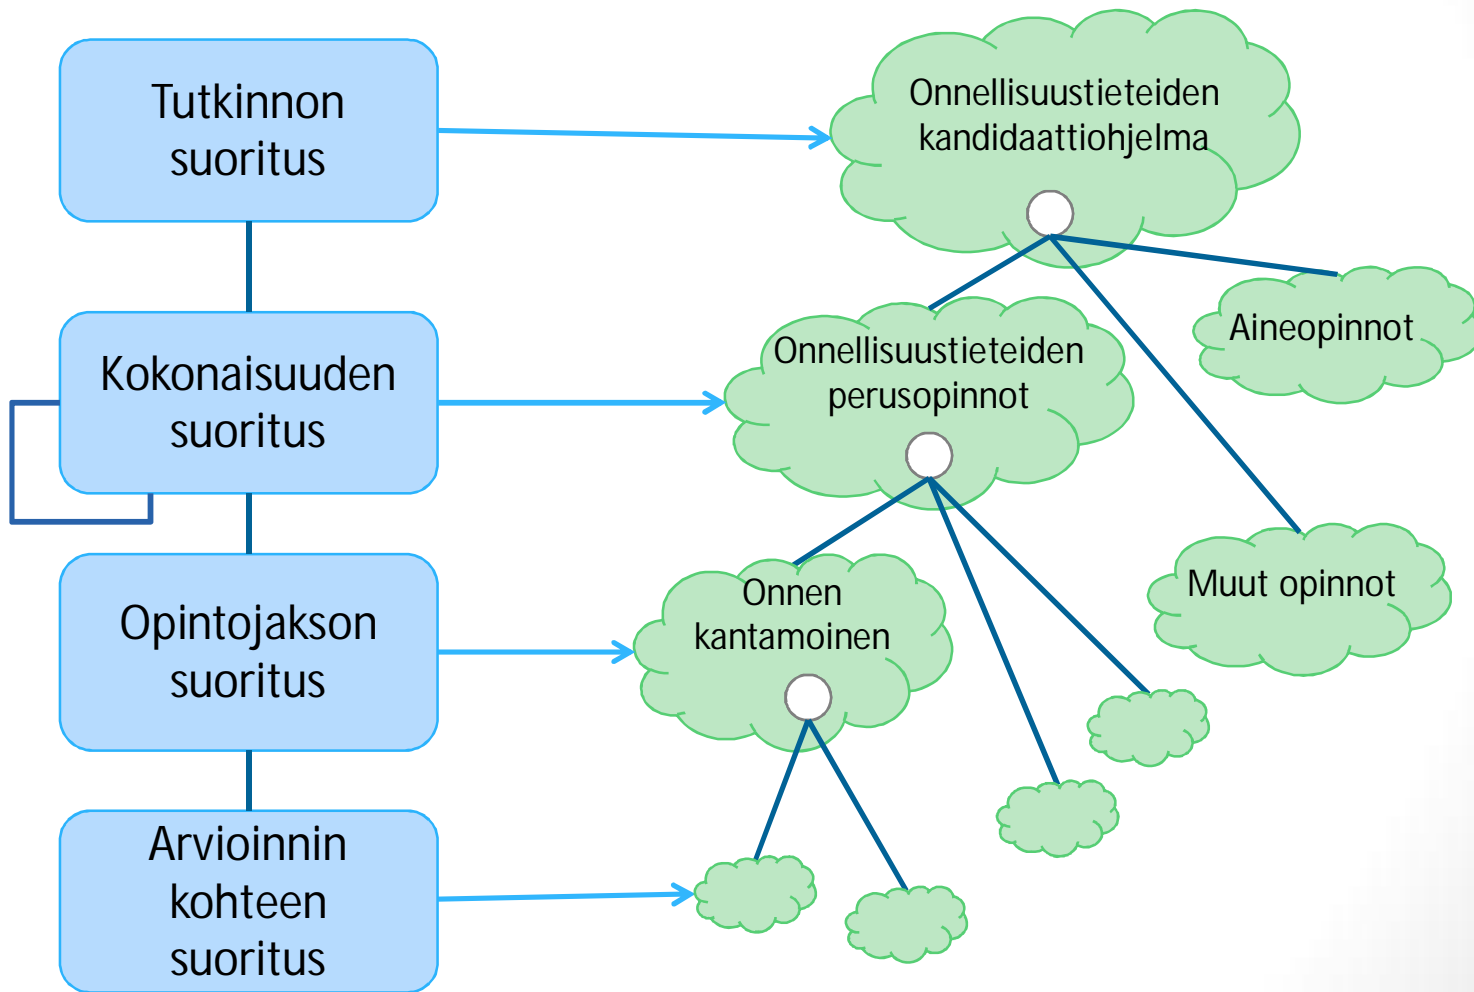 Tutkinnon
suoritus
Onnellisuustieteiden
kandidaattiohjelma
Aineopinnot
Kokonaisuuden
suoritus
Onnellisuustieteiden
perusopinnot
Muut opinnot
Opintojakson
suoritus
Onnen
kantamoinen
Arvioinnin
kohteen
suoritus